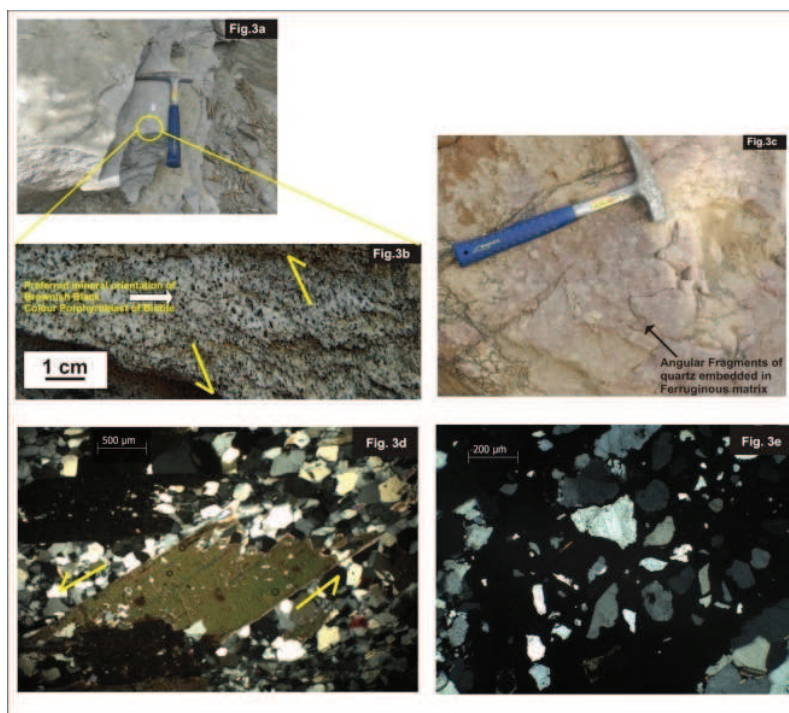 Fig.3a
Fig.3c
Fig.3b
Preferred mineral orientation of
Brownish Black
Colour Porphyroblast of Biotite
1 cm
Angular Fragments of
quartz embedded in
Ferruginous matrix
500 µm
Fig. 3d
200 µm
Fig. 3e